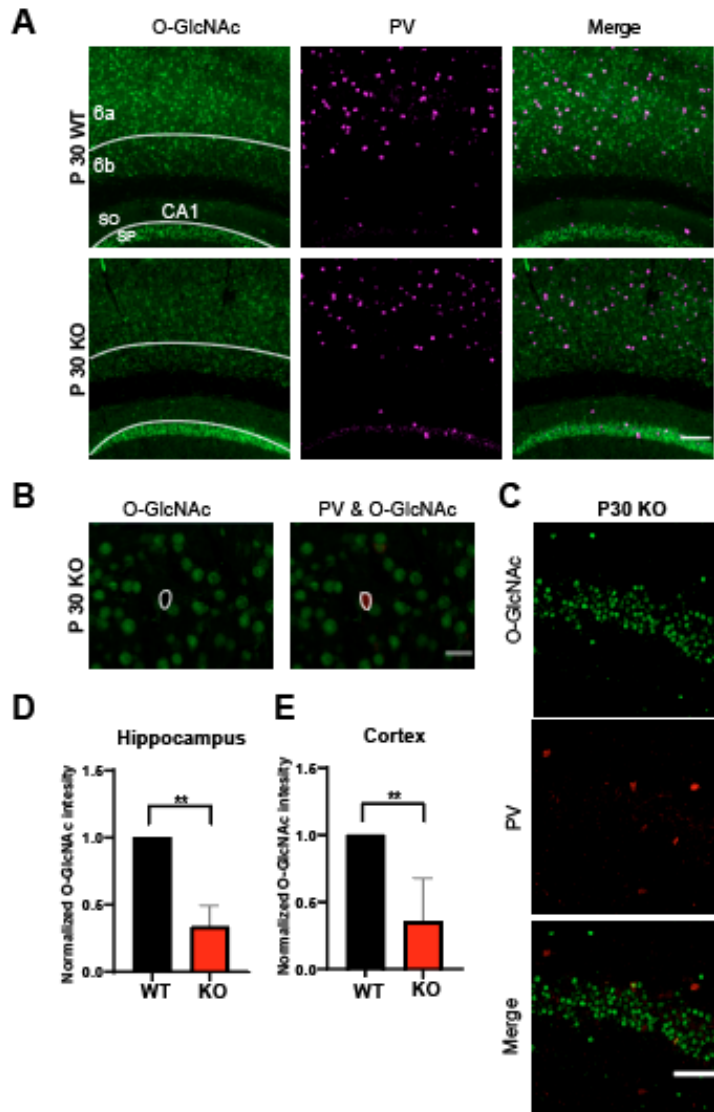 A
O-GlcNAc PV Merge
P 30 WT
6a
6b
SO
CA1
SP
P 30 KO
B
O-GlcNAc PV & O-GlcNAc
P 30 KO
C
P30 KO
O-GlcNAc
PV
Merge
D
Hippocampus
Normalized O-GlcNAc intesity
1.5
1.0
0.5
0.0
**
WT KO
E
Cortex
Normalized O-GlcNAc intesity
1.5
1.0
0.5
0.0
**
WT KO